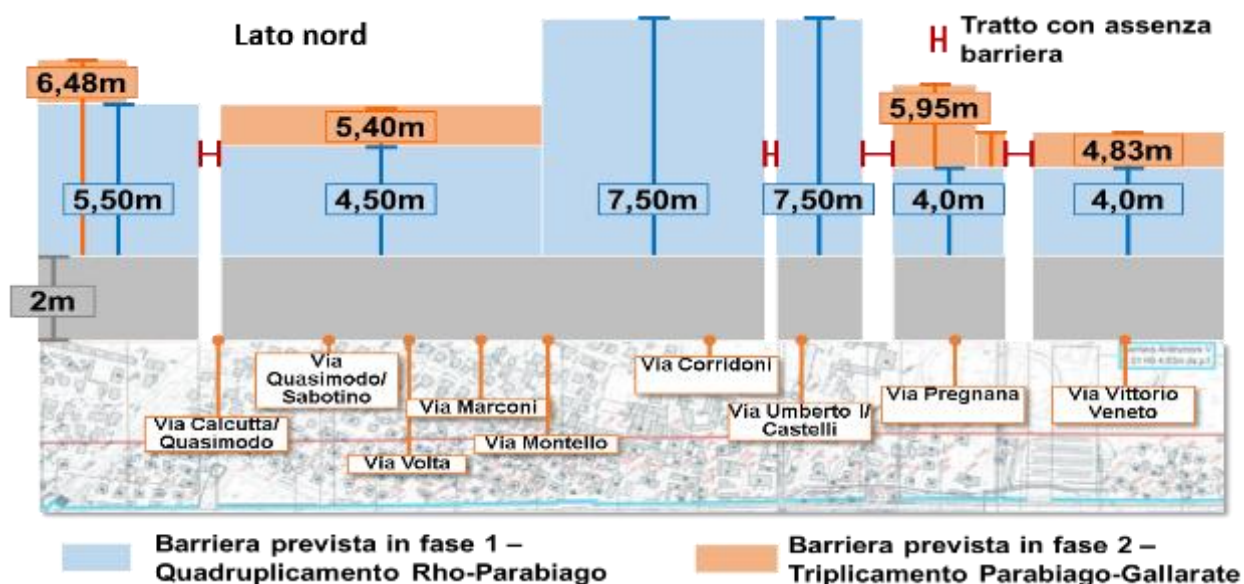 Lato nord
Tratto con assenza
barriera
6,48m
5,40m
5,95m
4,83m
5,50m
4,50m
7,50m
7,50m
4,0m
4,0m
2m
Via
Quasimodo/
Sabotino
Via Corridoni
Via Marconi
Via Pregnana
Via Vittorio
Veneto
Via Calcutta/
Quasimodo
Via Umberto I/
Castelli
Via Montello
Via Volta
Barriera prevista in fase 1 –
Quadruplicamento Rho-Parabiago
Barriera prevista in fase 2 –
Triplicamento Parabiago-Gallarate